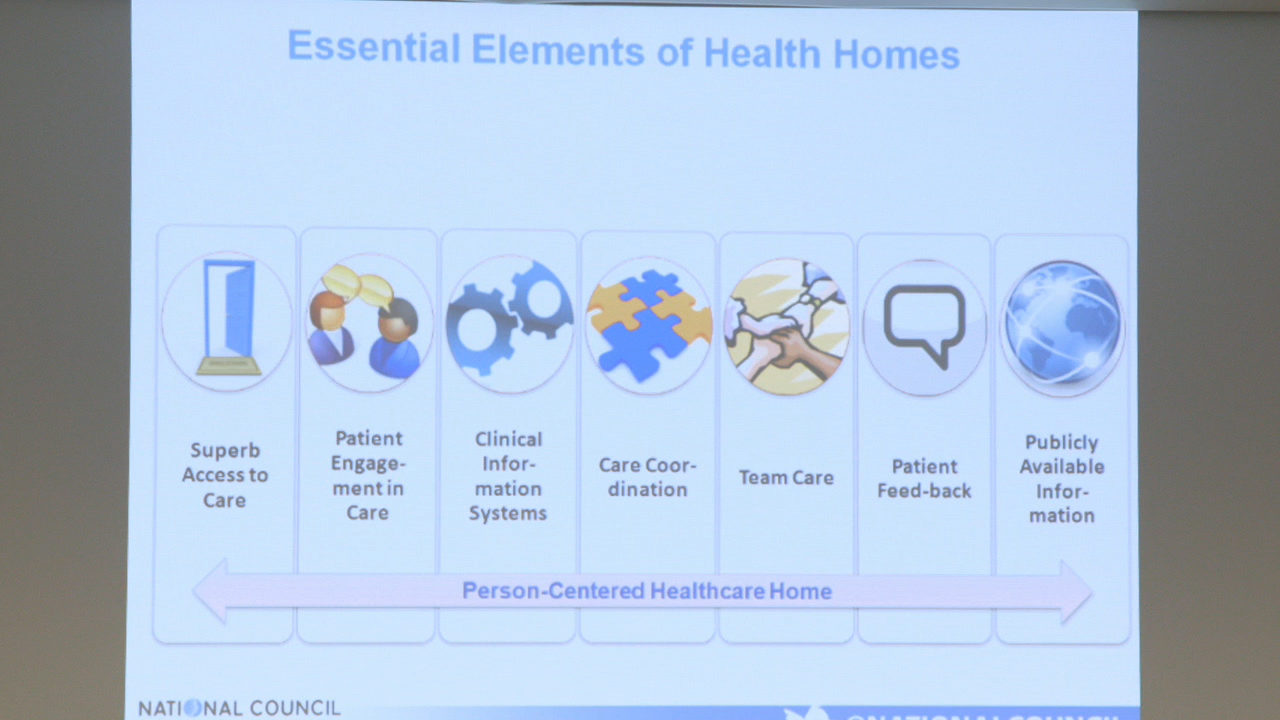 Essential Elements of Health Homes
Superb
Access to
Care
Patient
Engage-
ment in
Care
Clinical
Infor-
mation
Systems
Care Coor-
dination
Team Care
Patient
Feed-back
Publicly
Available
Infor-
mation
Person-Centered Healthcare Home
NATIONAL COUNCIL
@NATIONALCOUNCIL